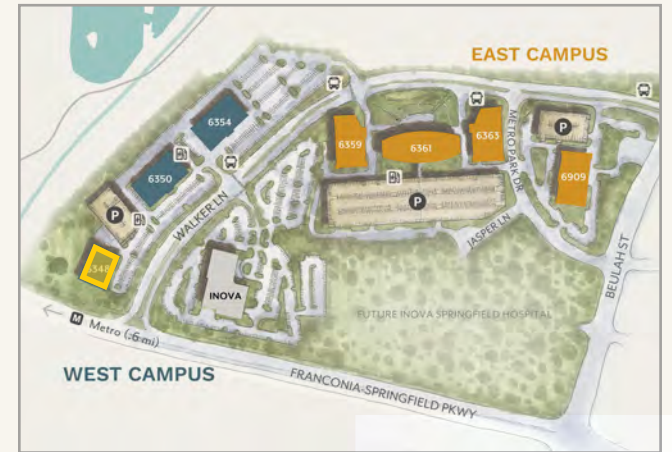 EAST CAMPUS
6354
6359
6361
6363
METRO PARK DR
P
6350
6909
P
P
WALKER LN
JASPER LN
BEULAH ST
6348
INOVA
FUTURE INOVA SPRINGFIELD HOSPITAL
M Metro (.6 mi)
WEST CAMPUS
FRANCONIA-SPRINGFIELD PKWY